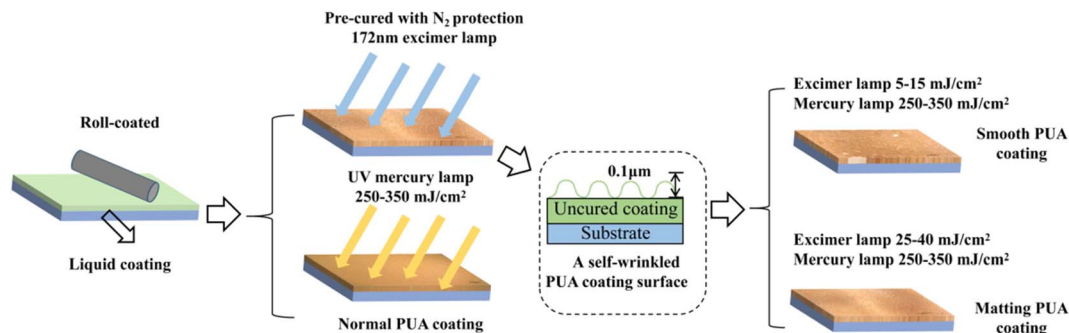 Roll-coated
Liquid coating
Pre-cured with N₂ protection
172nm excimer lamp
UV mercury lamp
250-350 mJ/cm²
Normal PUA coating
0.1μm
Uncured coating
Substrate
A self-wrinkled
PUA coating surface
Excimer lamp 5-15 mJ/cm²
Mercury lamp 250-350 mJ/cm²
Smooth PUA
coating
Excimer lamp 25-40 mJ/cm²
Mercury lamp 250-350 mJ/cm²
Matting PUA
coating